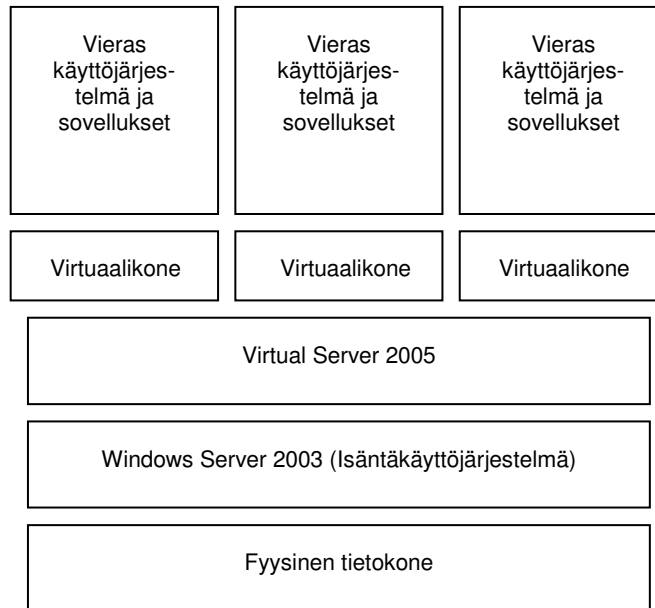 Vieras
käyttöjärjes-
telmä ja
sovellukset
Vieras
käyttöjärjes-
telmä ja
sovellukset
Vieras
käyttöjärjes-
telmä ja
sovellukset
Virtuaalikone
Virtuaalikone
Virtuaalikone
Virtual Server 2005
Windows Server 2003 (Isäntäkäyttöjärjestelmä)
Fyysinen tietokone